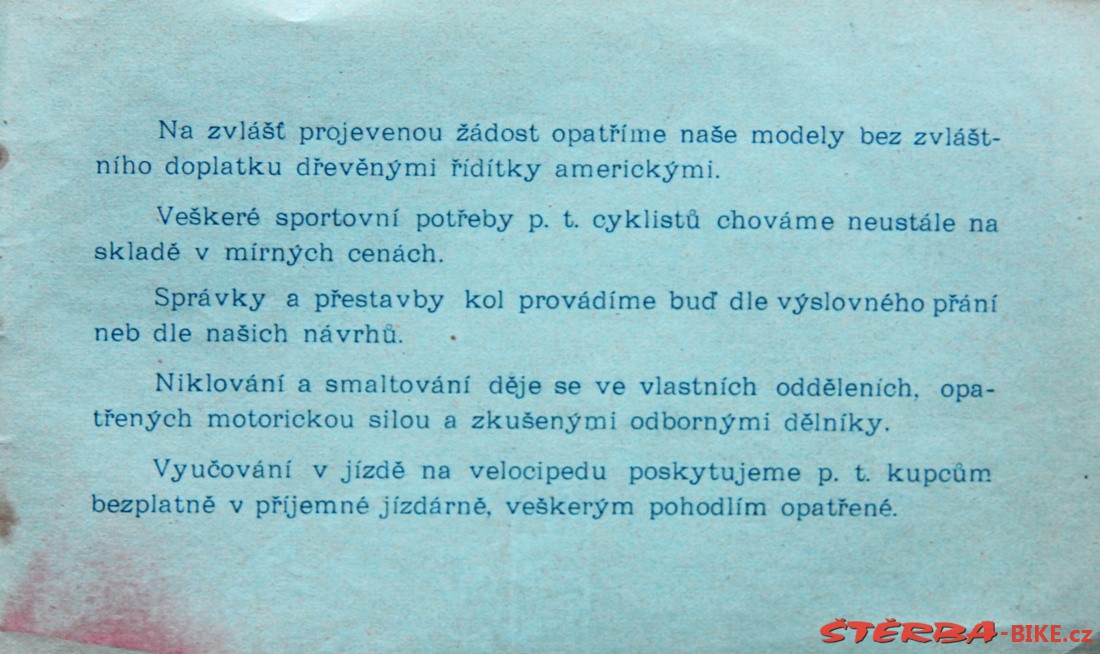 Na zvlášť projevenou žádost opatříme naše modely bez zvlášt-
ního doplatku dřevěnými řídítky americkými.
Veškeré sportovní potřeby p. t. cyklistů chováme neustále na
skladě v mírných cenách.
Správky a přestavby kol provádíme buď dle výslovného přání
neb dle našich návrhů.
Niklování a smaltování děje se ve vlastních odděleních, opa-
třených motorickou silou a zkušenými odbornými dělníky.
Vyučování v jízdě na velocipedu poskytujeme p. t. kupcům
bezplatně v příjemné jízdárně, veškerým pohodlím opatřené.
ŠTĚRBA-BIKE.cz